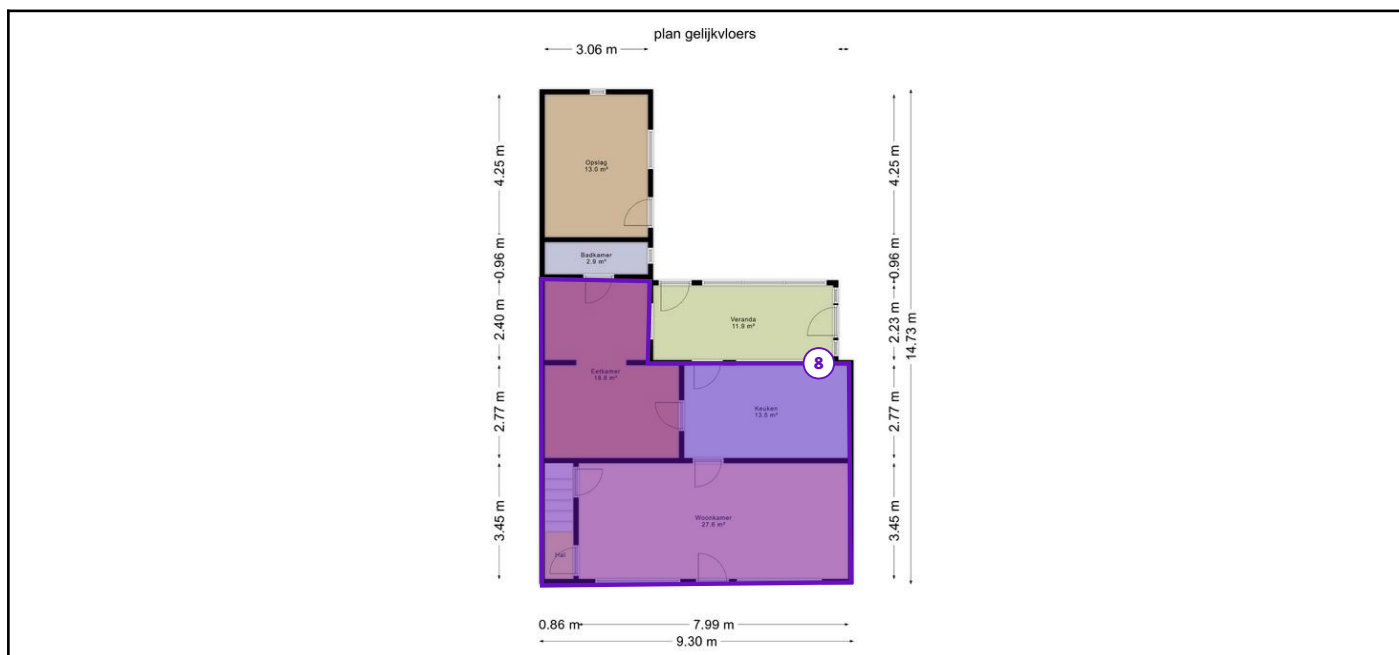 plan gelijkvloers
3.06 m
Opslag
13.0 m²
Badkamer
2.9 m²
Veranda
11.9 m²
8
Eetkamer
Keuken
13.5 m²
Woonkamer
27.6 m²
Hal
4.25 m
0.96 m
2.40 m
2.77 m
3.45 m
4.25 m
0.96 m
2.23 m
2.77 m
3.45 m
14.73 m
0.86 m
7.99 m
9.30 m